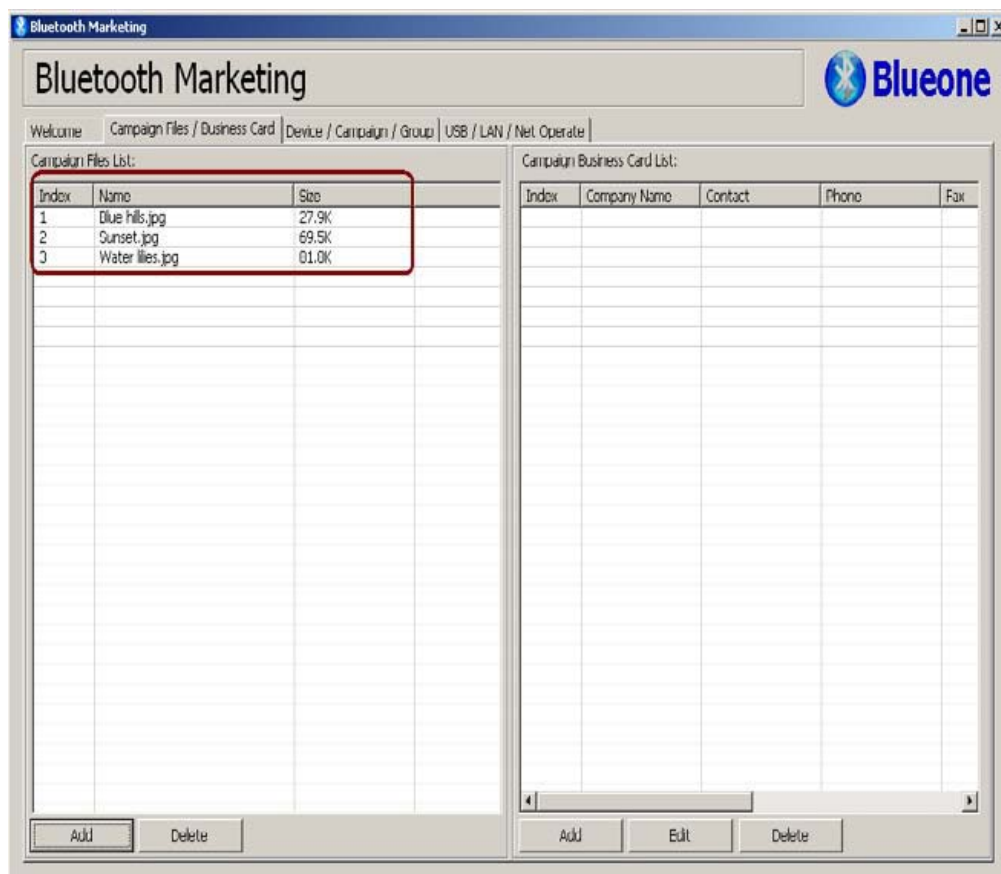 Bluetooth Marketing
Bluetooth Marketing
Blueone
Welcome Campaign Files / Business Card Device / Campaign / Group USB / LAN / Net Operate
Campaign Files List:
Index Name Size
1 Blue hills.jpg 27.9K
2 Sunset.jpg 69.5K
3 Water lilies.jpg 81.8K
Add Delete
Campaign Business Card List:
Index Company Name Contact Phone Fax
Add Edit Delete